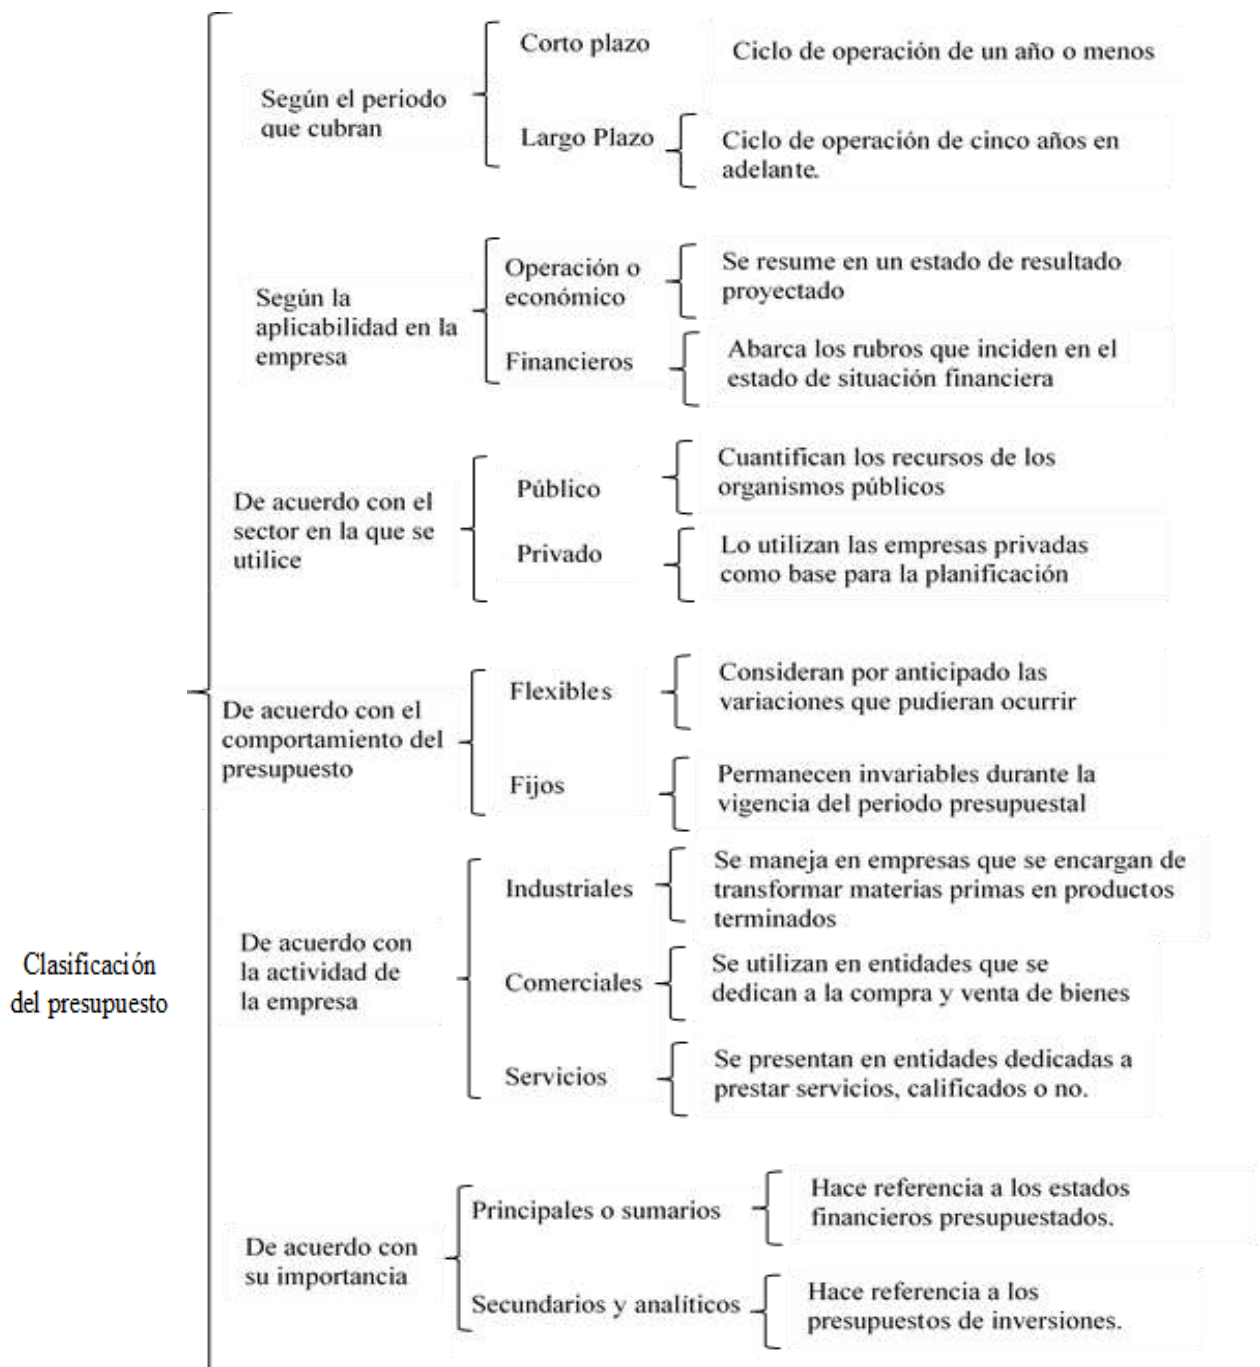 Clasificación
del presupuesto
Según el periodo
que cubran
Corto plazo
Ciclo de operación de un año o menos
Largo Plazo
Ciclo de operación de cinco años en
adelante.
Según la
aplicabilidad en la
empresa
Operación o
económico
Se resume en un estado de resultado
proyectado
Financieros
Abarca los rubros que inciden en el
estado de situación financiera
De acuerdo con el
sector en la que se
utilice
Público
Cuantifican los recursos de los
organismos públicos
Privado
Lo utilizan las empresas privadas
como base para la planificación
De acuerdo con el
comportamiento del
presupuesto
Flexibles
Consideran por anticipado las
variaciones que pudieran ocurrir
Fijos
Permanecen invariables durante la
vigencia del periodo presupuestal
De acuerdo con
la actividad de
la empresa
Industriales
Se maneja en empresas que se encargan de
transformar materias primas en productos
terminados
Comerciales
Se utilizan en entidades que se
dedican a la compra y venta de bienes
Servicios
Se presentan en entidades dedicadas a
prestar servicios, calificados o no.
De acuerdo con
su importancia
Principales o sumarios
Hace referencia a los estados
financieros presupuestados.
Secundarios y analíticos
Hace referencia a los
presupuestos de inversiones.